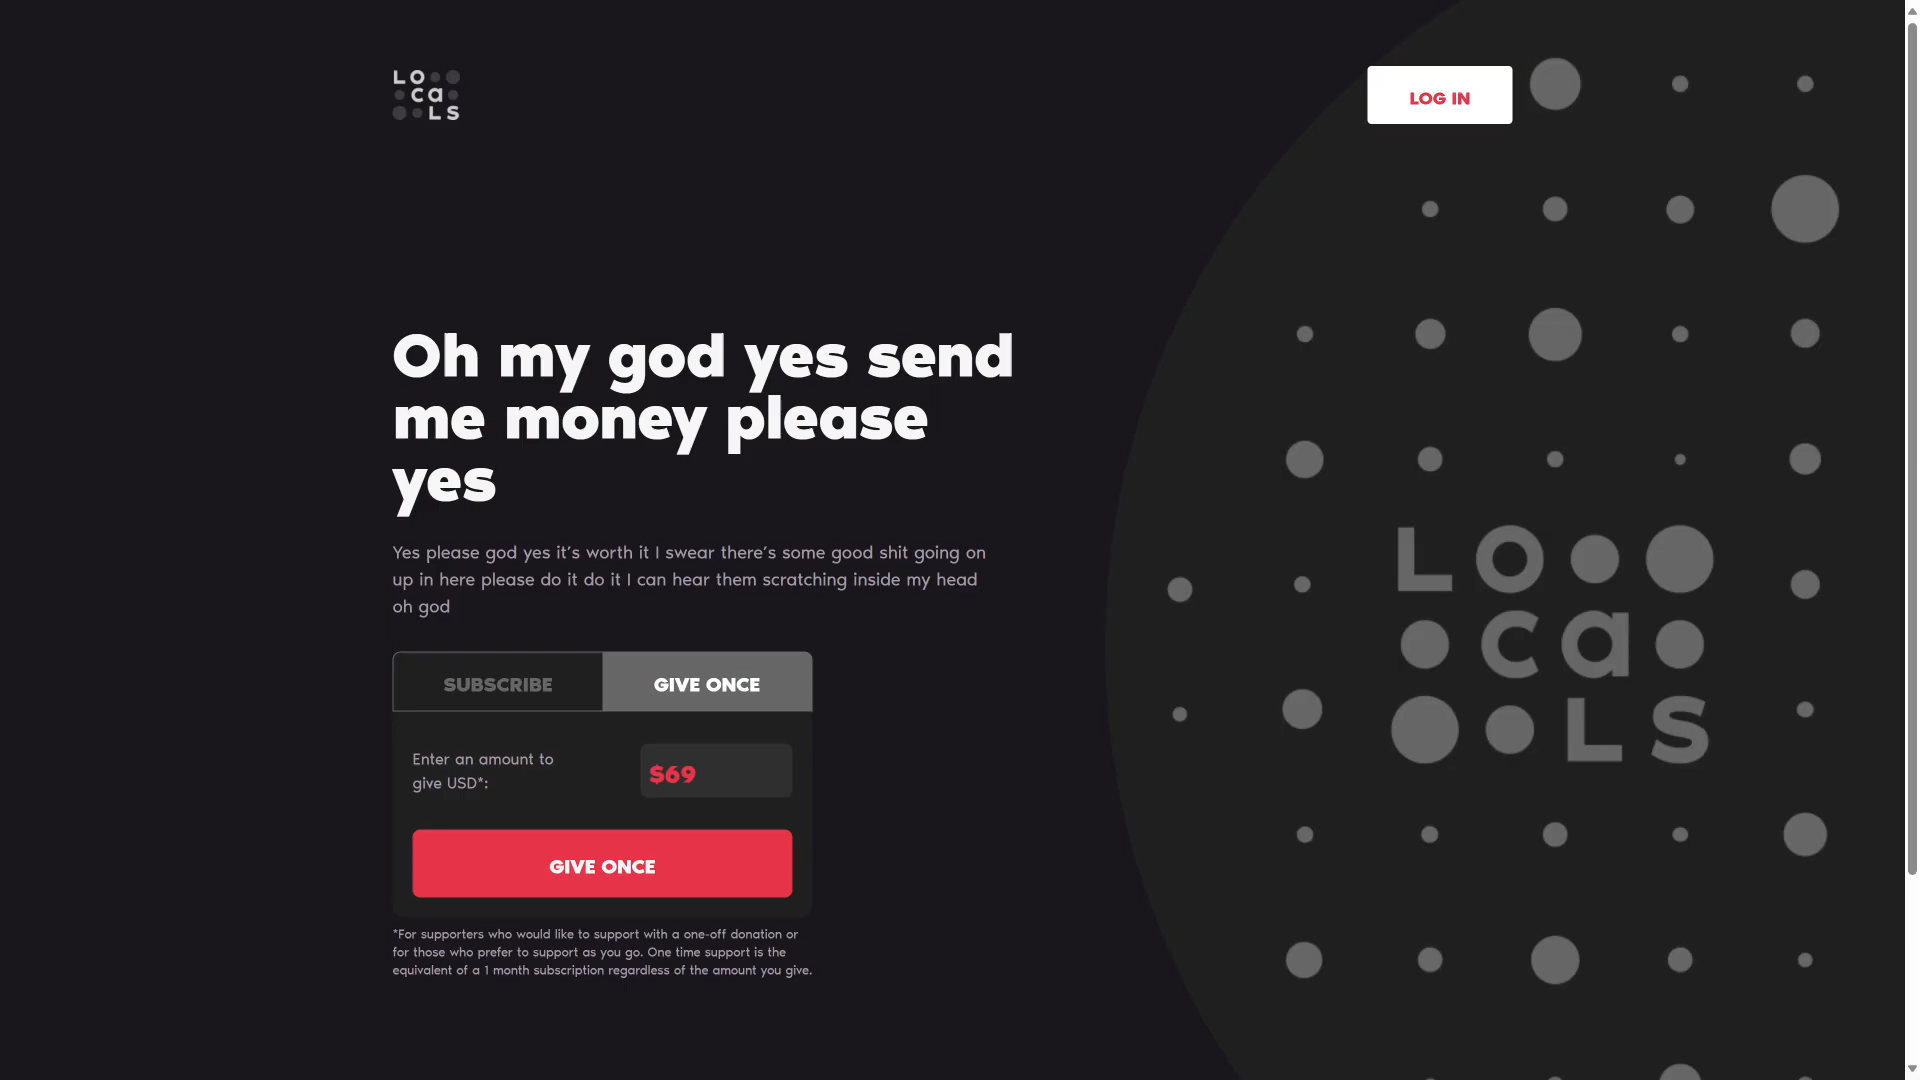 LO
ca
LS
LOG IN
Oh my god yes send
me money please
yes
Yes please god yes it's worth it I swear there's some good shit going on
up in here please do it do it I can hear them scratching inside my head
oh god
SUBSCRIBE
GIVE ONCE
Enter an amount to
give USD*:
$69
GIVE ONCE
*For supporters who would like to support with a one-off donation or
for those who prefer to support as you go. One time support is the
equivalent of a 1 month subscription regardless of the amount you give.
LO
ca
LS